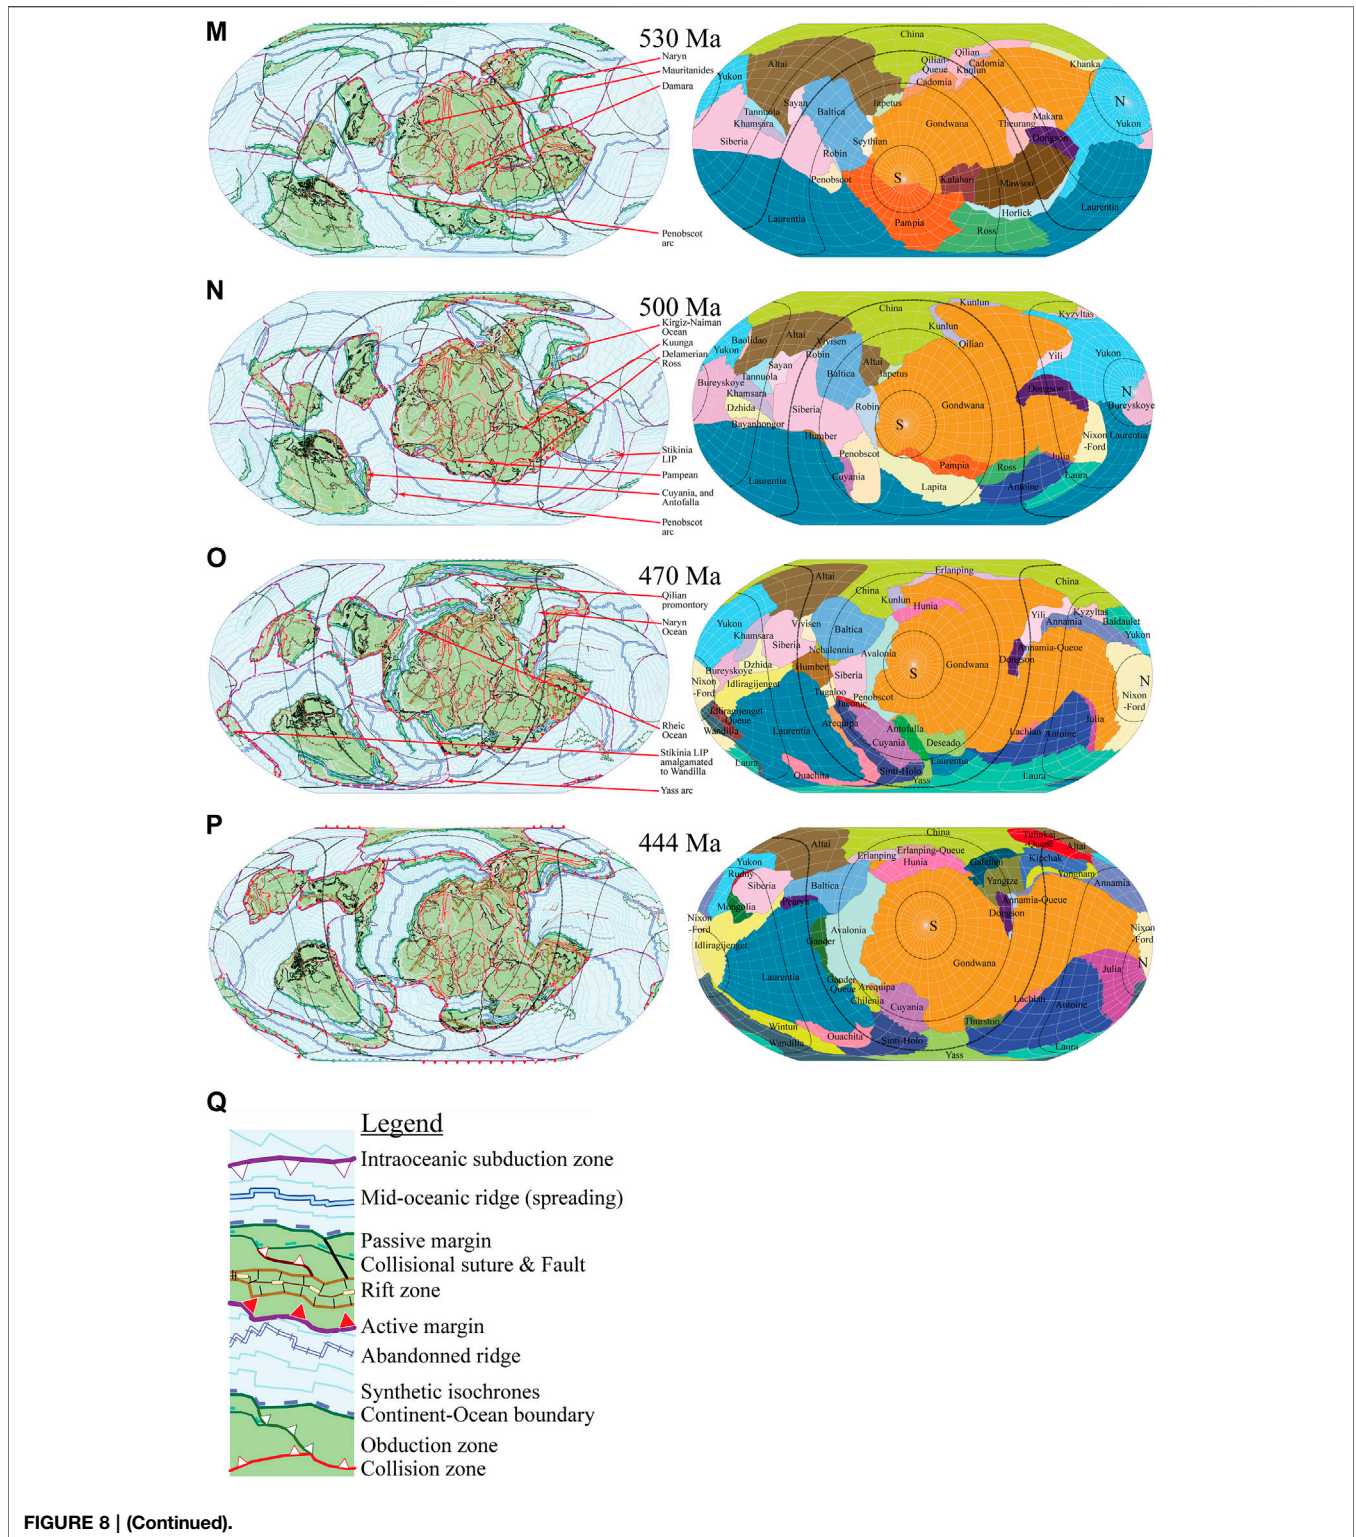 M
530 Ma
Naryn
Mauritanides
Damara
Penobscot
arc
China
Altai
Yukon
Qilian
Qilian-
Queue
Cadomia
Kunlun
Cadomia
Khanka
N
Yukon
Sayan
Baltica
Iapetus
Tannuola
Khamsara
Siberia
Gondwana
Makara
Theurang
Dongson
Scythian
Robin
Penobscot
S
Kalahari
Mawson
Laurentia
Pampia
Horlick
Ross
Laurentia
N
500 Ma
Kirgiz-Naiman
Ocean
Kuunga
Delamerian
Ross
Stikinia
LIP
Pampean
Cuyania, and
Antofalla
Penobscot
arc
Kunlun
China
Kyzyltas
Altai
Baolidao
Yukon
Vivisen
Robin
Kunlun
Qilian
Yili
Yukon
Sayan
Tannuola
Altai
Baltica
Iapetus
Bureyskoye
Khamsara
Dzhida
Bayanhongor
Siberia
Robin
Gondwana
Dongson
N
Bureyskoye
S
Humber
Nixon
-Ford
Laurentia
Penobscot
Cuyania
Laurentia
Pampia
Lapita
Ross
Julia
Antoine
Laura
O
470 Ma
Qilian
promontory
Naryn
Ocean
Rheic
Ocean
Stikinia LIP
amalgamated
to Wandilla
Yass arc
Erlanping
Altai
China
China
Kunlun
Hunia
Yili
Annamia
Kyzyltas
Baidaulet
Yukon
Yukon
Khamsara
Vivisen
Siberia
Baltica
Nehalennia
Avalonia
Annamia-Queue
Dongson
Gondwana
S
N
Bureyskoye
Dzhida
Idliragijenget
Humber
Siberia
Nixon
-Ford
Tugaloo
Penobscot
Taconic
Nixon
-Ford
Idliragijenget
-Queue
Wandilla
Laurentia
Arequipa
Cuyania
Antofalla
Deseado
Lachlan
Antoine
Julia
Laura
Ouachita
Sinti-Holo
Laurentia
Yass
Laura
P
444 Ma
China
Tulinkai
-Queue
Altai
Altai
Erlanping
Erlanping-Queue
Hunia
Galatian
Kipchak
Yongnam
Annamia
Yukon
Rudny
Siberia
Baltica
Yangtze
Mongolia
Pearya
Annamia-Queue
Dongson
Nixon
-Ford
Idliragijenget
Avalonia
Gander
S
Gondwana
Nixon
-Ford
N
Laurentia
Gander
Queue
Arequipa
Chilenia
Cuyania
Julia
Lachlan
Antoine
Wintun
Wandilla
Ouachita
Sinti-Holo
Thurston
Yass
Laura
Q
Legend
Intraoceanic subduction zone
Mid-oceanic ridge (spreading)
Passive margin
Collisional suture & Fault
Rift zone
Active margin
Abandonned ridge
Synthetic isochrones
Continent-Ocean boundary
Obduction zone
Collision zone
FIGURE 8 | (Continued).